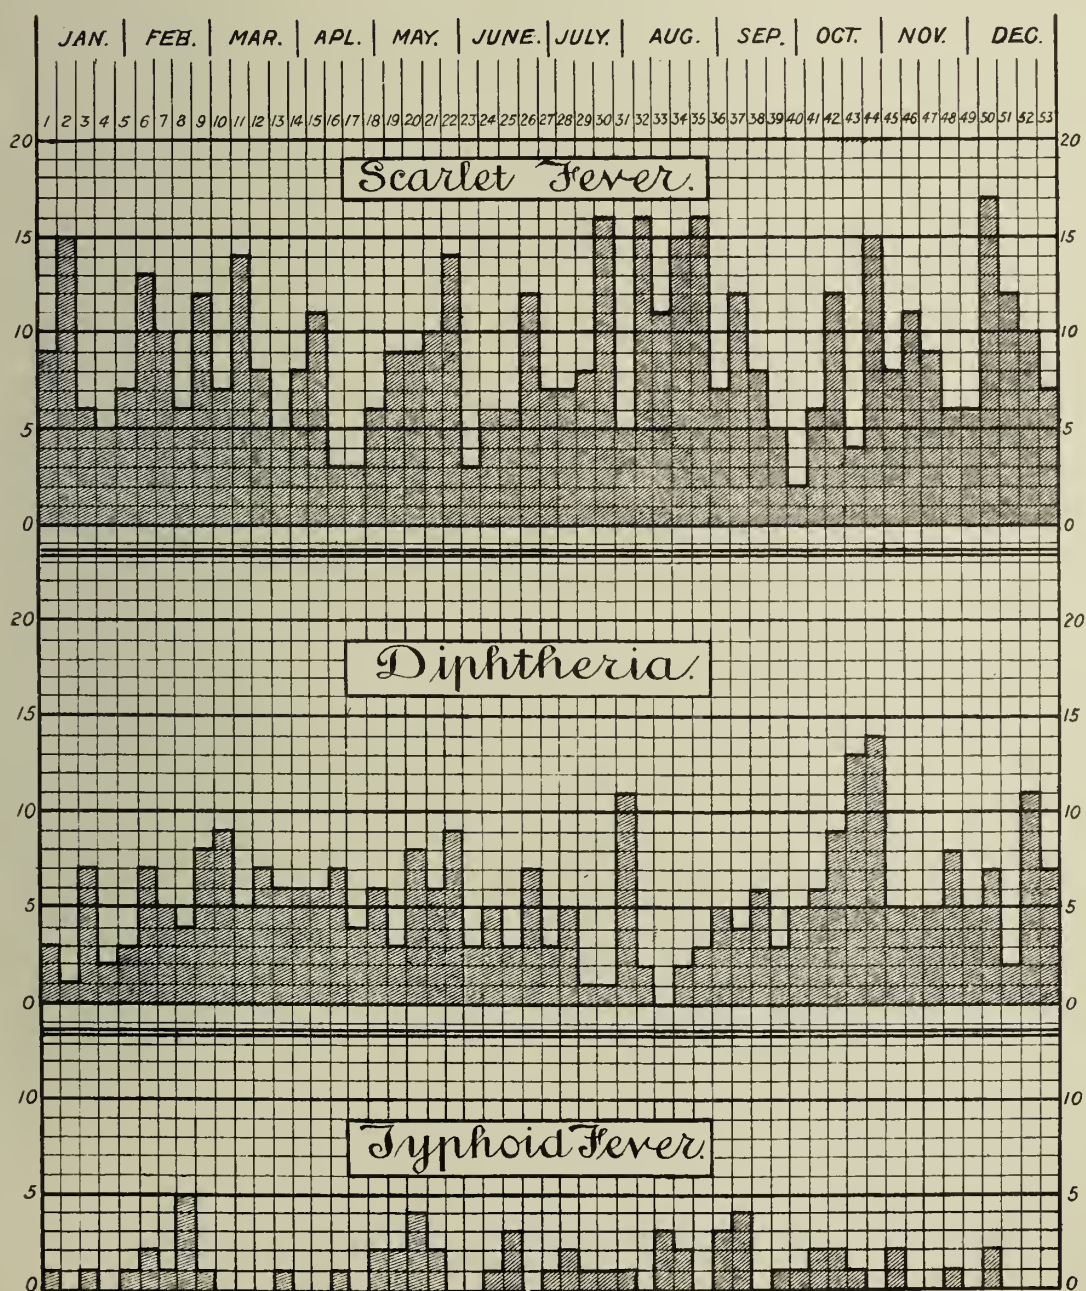 JAN. FEB. MAR. APL. MAY. JUNE. JULY. AUG. SEP. OCT. NOV. DEC.
1 2 3 4 5 6 7 8 9 10 11 12 13 14 15 16 17 18 19 20 21 22 23 24 25 26 27 28 29 30 31 32 33 34 35 36 37 38 39 40 41 42 43 44 45 46 47 48 49 50 51 52 53
20 20
Scarlet Fever.
15 15
10 10
5 5
0 0
20 20
Diphtheria.
15 15
10 10
5 5
0 0
10 10
Typhoid Fever.
5 5
0 0